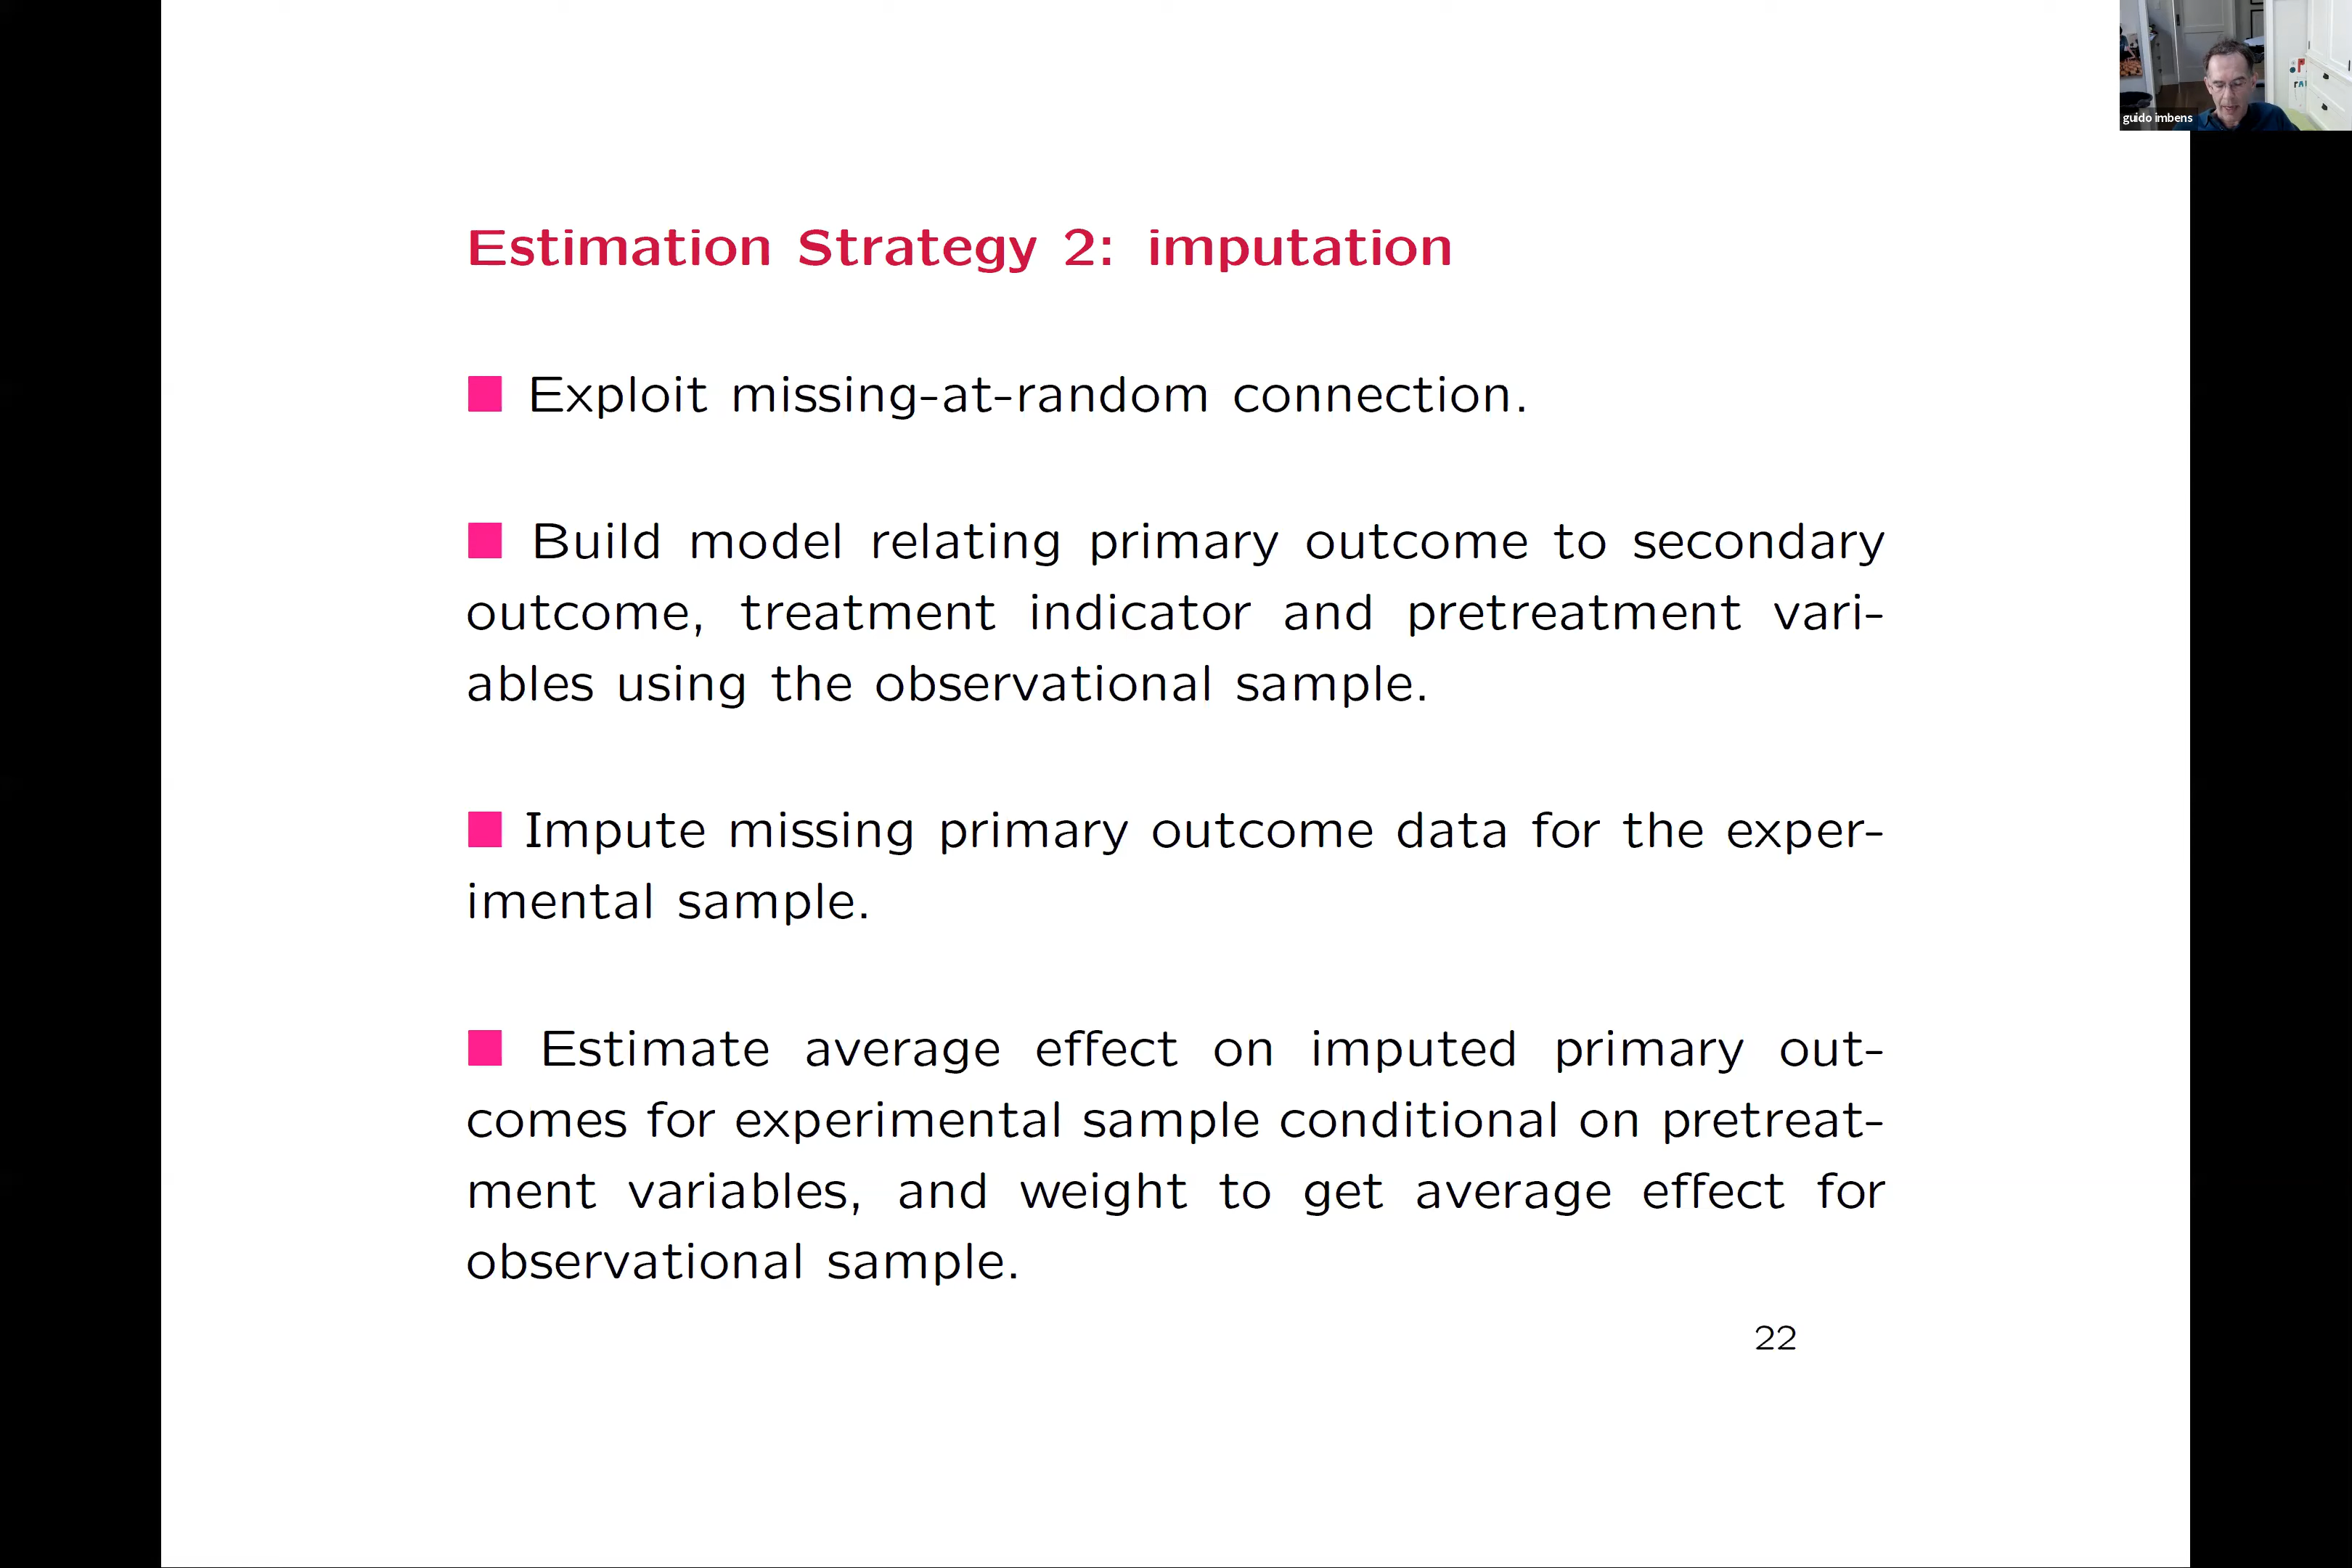 guido imbens
Estimation Strategy 2: imputation
Exploit missing-at-random connection.
Build model relating primary outcome to secondary
outcome, treatment indicator and pretreatment vari-
ables using the observational sample.
Impute missing primary outcome data for the exper-
imental sample.
Estimate average effect on imputed primary out-
comes for experimental sample conditional on pretreat-
ment variables, and weight to get average effect for
observational sample.
22